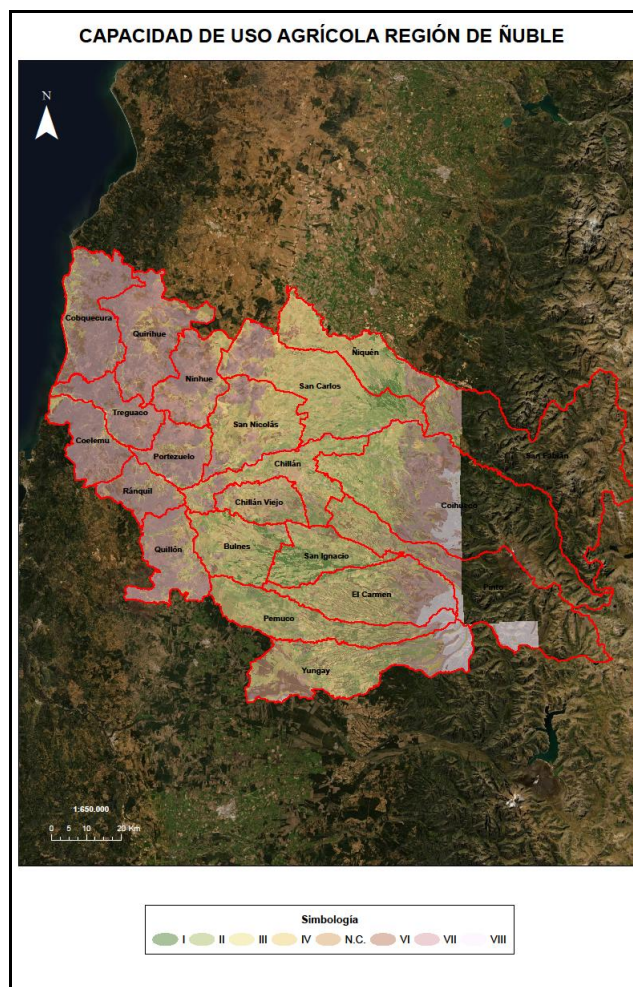 CAPACIDAD DE USO AGRÍCOLA REGIÓN DE ÑUBLE
N
Cobquecura
Quirihue
Ñiquén
Ninhue
San Carlos
Treguaco
San Nicolás
Coelemu
Portezuelo
San Fabián
Chillán
Ránquil
Chillán Viejo
Coihueco
Quillón
Bulnes
San Ignacio
El Carmen
Pinto
Pemuco
Yungay
1:650.000
0 5 10 20 Km
Simbología
I II III IV N.C. VI VII VIII